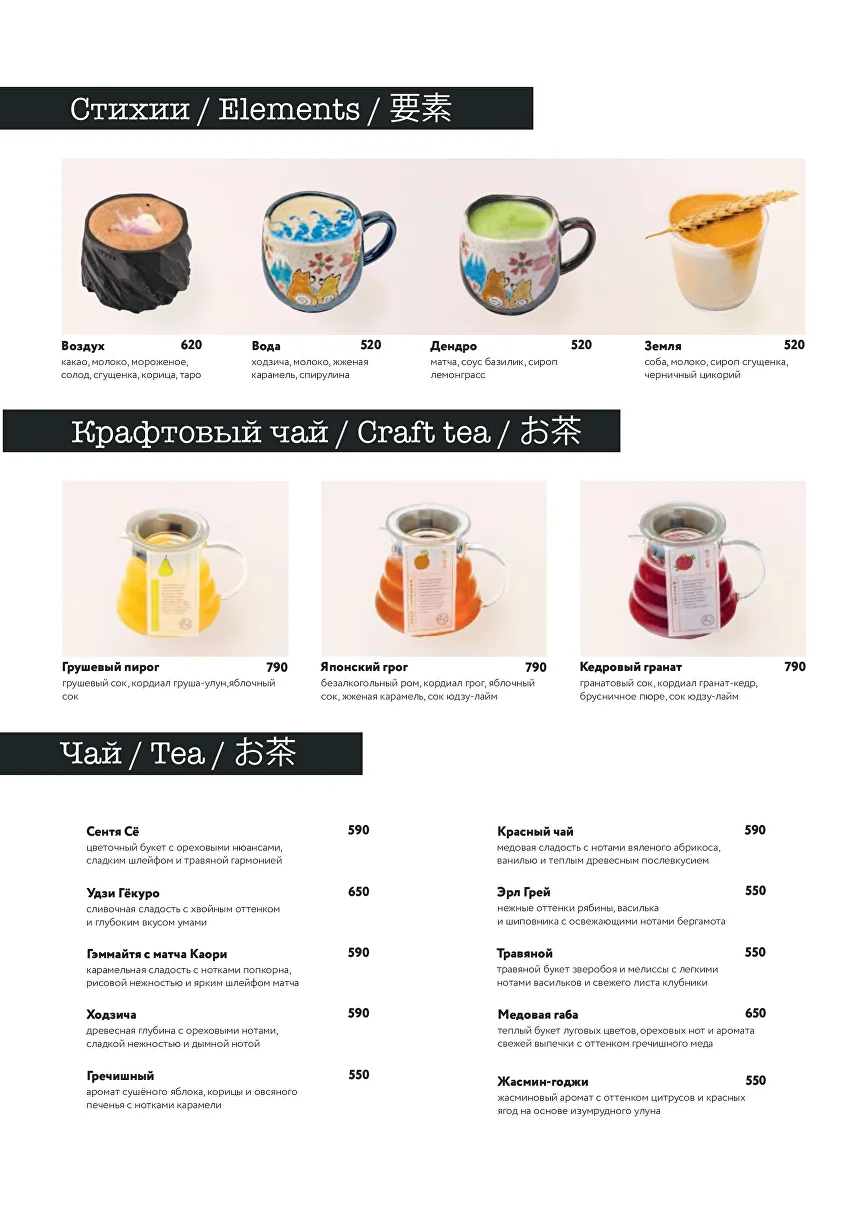 Стихии / Elements / 要素
Воздух 620
какао, молоко, мороженое,
солод, сгущенка, корица, таро
Вода 520
ходзича, молоко, жженая
карамель, спирулина
Дендро 520
матча, соус базилик, сироп
лемонграсс
Земля 520
соба, молоко, сироп сгущенка,
черничный цикорий
Крафтовый чай / Craft tea / お茶
Грушевый пирог 790
грушевый сок, кордиал груша-улун,яблочный
сок
Японский грог 790
безалкогольный ром, кордиал грог, яблочный
сок, жженая карамель, сок юдзу-лайм
Кедровый гранат 790
гранатовый сок, кордиал гранат-кедр,
брусничное пюре, сок юдзу-лайм
Чай / Tea / お茶
Сентя Сё 590
цветочный букет с ореховыми нюансами,
сладким шлейфом и травяной гармонией
Удзи Гёкуро 650
сливочная сладость с хвойным оттенком
и глубоким вкусом умами
Гэммайтя с матча Каори 590
карамельная сладость с нотками попкорна,
рисовой нежностью и ярким шлейфом матча
Ходзича 590
древесная глубина с ореховыми нотами,
сладкой нежностью и дымной нотой
Гречишный 550
аромат сушёного яблока, корицы и овсяного
печенья с нотками карамели
Красный чай 590
медовая сладость с нотами вяленого абрикоса,
ванилью и теплым древесным послевкусием
Эрл Грей 550
нежные оттенки рябины, василька
и шиповника с освежающими нотами бергамота
Травяной 550
травяной букет зверобоя и мелиссы с легкими
нотами васильков и свежего листа клубники
Медовая габа 650
теплый букет луговых цветов, ореховых нот и аромата
свежей выпечки с оттенком гречишного меда
Жасмин-годжи 550
жасминовый аромат с оттенком цитрусов и красных
ягод на основе изумрудного улуна